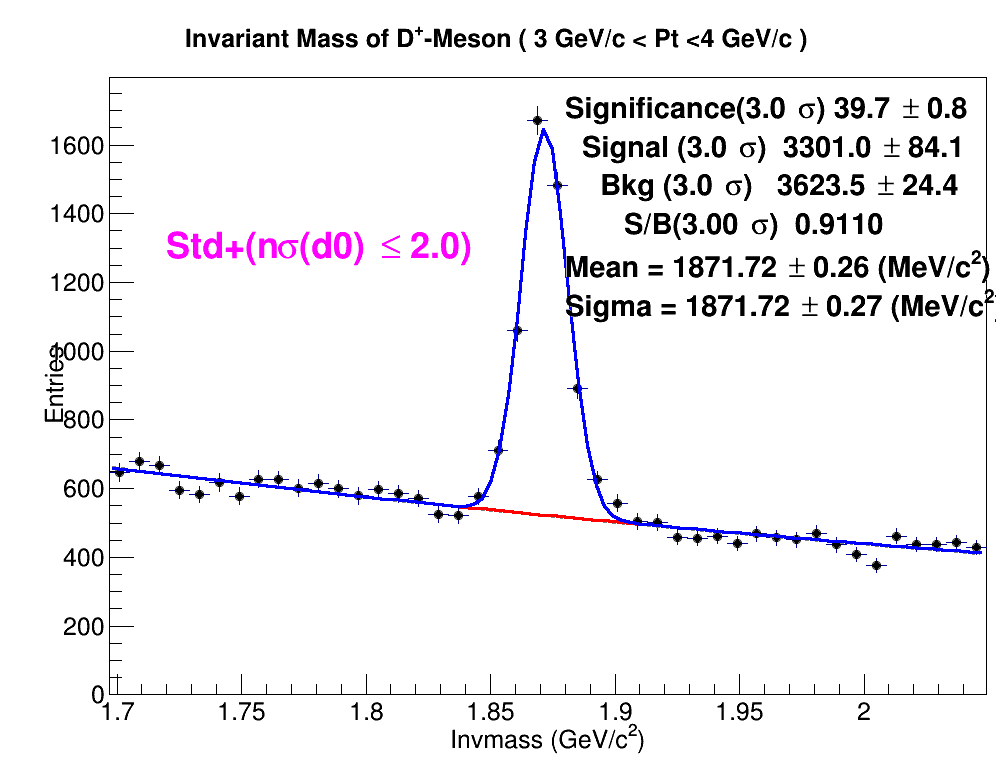 Invariant Mass of D⁺-Meson ( 3 GeV/c < Pt <4 GeV/c )
Significance(3.0 σ) 39.7 ± 0.8
Signal (3.0 σ) 3301.0 ± 84.1
Bkg (3.0 σ) 3623.5 ± 24.4
S/B(3.00 σ) 0.9110
Mean = 1871.72 ± 0.26 (MeV/c²)
Sigma = 1871.72 ± 0.27 (MeV/c²)
Std+(nσ(d0) ≤ 2.0)
Entries
1600
1400
1200
1000
800
600
400
200
0
1.7 1.75 1.8 1.85 1.9 1.95 2
Invmass (GeV/c²)